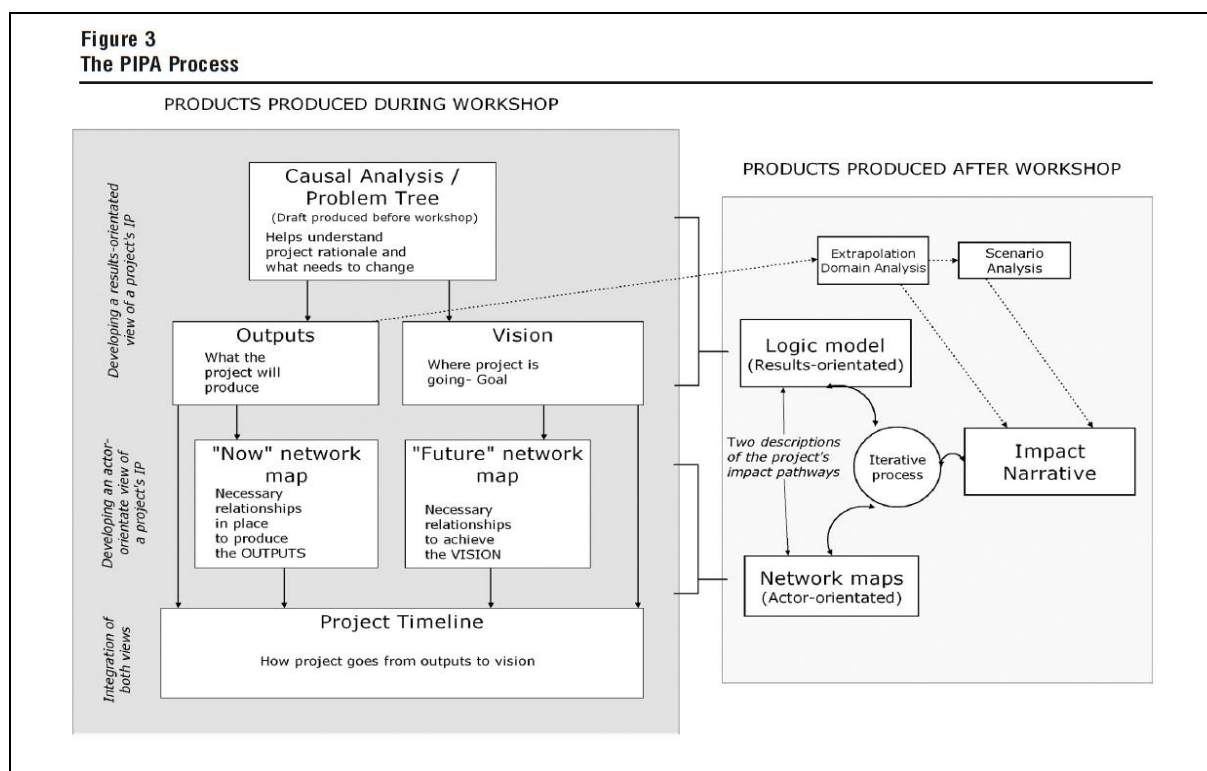 Figure 3
The PIPA Process
PRODUCTS PRODUCED DURING WORKSHOP
Developing a results-orientated
view of a project's IP
Causal Analysis /
Problem Tree
(Draft produced before workshop)
Helps understand
project rationale and
what needs to change
Outputs
What the
project will
produce
Vision
Where project is
going- Goal
Developing an actor-
orientate view of
a project's IP
"Now" network
map
Necessary
relationships
in place
to produce
the OUTPUTS
"Future" network
map
Necessary
relationships
to achieve
the VISION
Integration of
both views
Project Timeline
How project goes from outputs to vision
PRODUCTS PRODUCED AFTER WORKSHOP
Extrapolation
Domain Analysis
Scenario
Analysis
Logic model
(Results-orientated)
Two descriptions
of the project's
impact pathways
Iterative
process
Impact
Narrative
Network maps
(Actor-orientated)